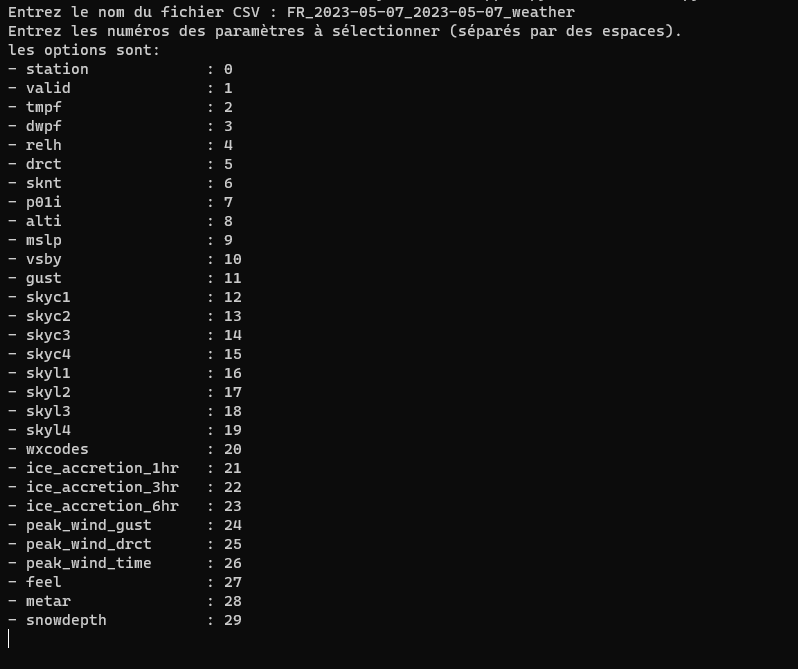 Entrez le nom du fichier CSV : FR_2023-05-07_2023-05-07_weather
Entrez les numéros des paramètres à sélectionner (séparés par des espaces).
les options sont:
- station : 0
- valid : 1
- tmpf : 2
- dwpf : 3
- relh : 4
- drct : 5
- sknt : 6
- p01i : 7
- alti : 8
- mslp : 9
- vsby : 10
- gust : 11
- skyc1 : 12
- skyc2 : 13
- skyc3 : 14
- skyc4 : 15
- skyl1 : 16
- skyl2 : 17
- skyl3 : 18
- skyl4 : 19
- wxcodes : 20
- ice_accretion_1hr : 21
- ice_accretion_3hr : 22
- ice_accretion_6hr : 23
- peak_wind_gust : 24
- peak_wind_drct : 25
- peak_wind_time : 26
- feel : 27
- metar : 28
- snowdepth : 29